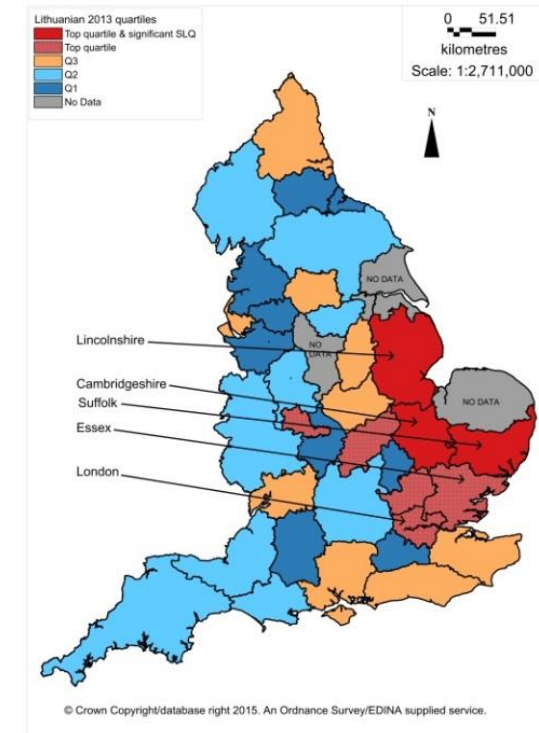 Lithuanian 2013 quartiles
Top quartile & significant SLQ
Top quartile
Q3
Q2
Q1
No Data
0 51.51
kilometres
Scale: 1:2,711,000
N
NO DATA
Lincolnshire
NO
DATA
Cambridgeshire
Suffolk
NO DATA
Essex
London
© Crown Copyright/database right 2015. An Ordnance Survey/EDINA supplied service.